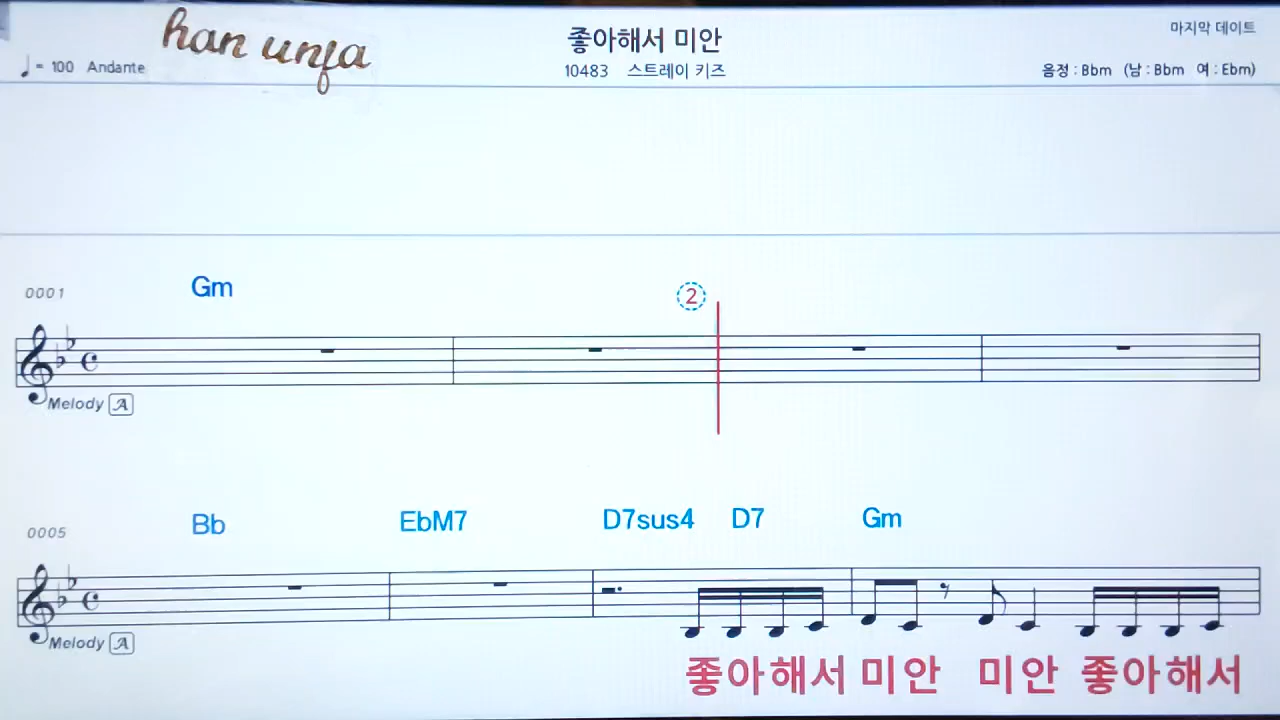 han unfa
좋아해서 미안
마지막 데이트
♩= 100 Andante
10483 스트레이 키즈
음정 : Bbm (남 : Bbm 여 : Ebm)
0001
Gm
2
Melody A
0005
Bb EbM7 D7sus4 D7 Gm
Melody A
좋아해서 미안 미안 좋아해서